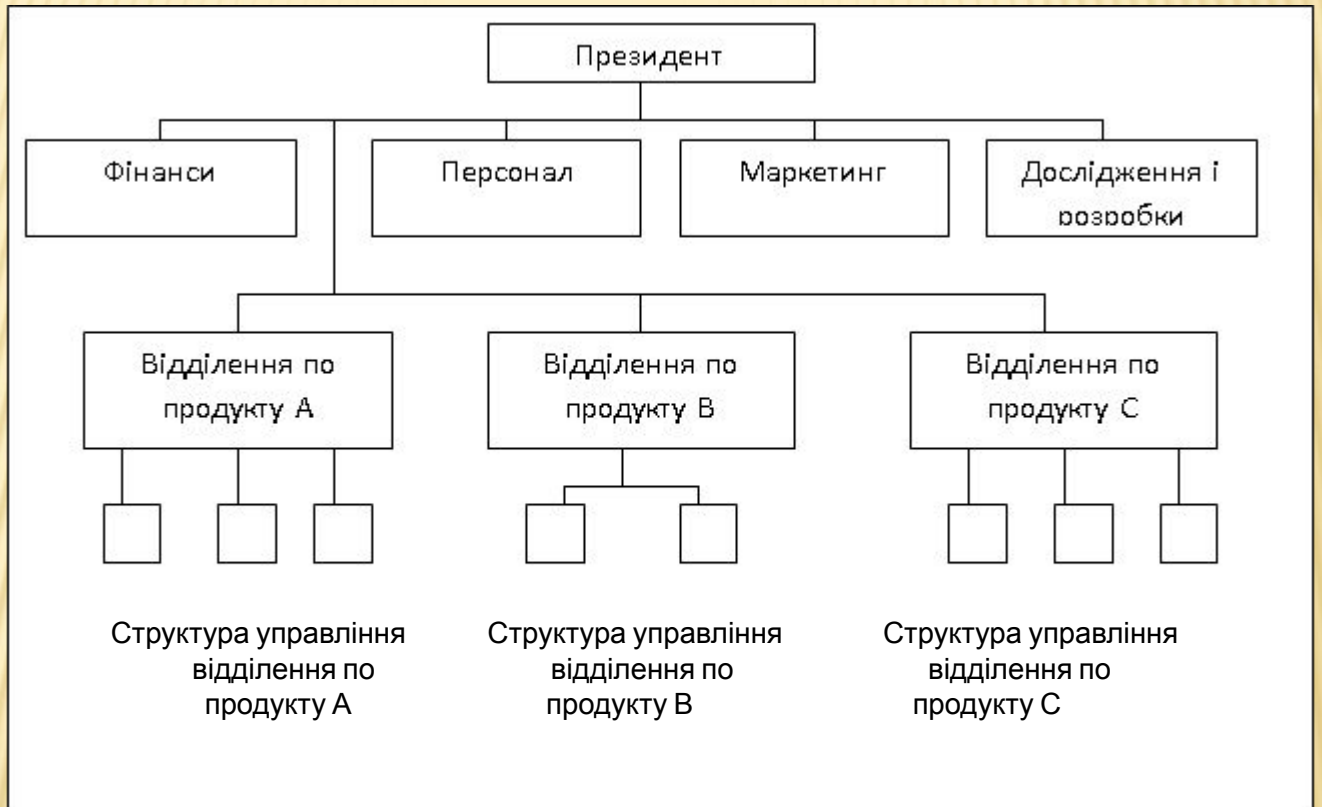 Президент
Фінанси
Персонал
Маркетинг
Дослідження і
розробки
Відділення по
продукту А
Відділення по
продукту В
Відділення по
продукту С
Структура управління
відділення по
продукту А
Структура управління
відділення по
продукту В
Структура управління
відділення по
продукту С